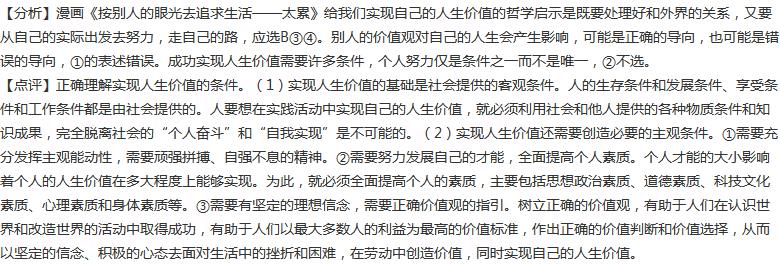 【分析】漫画《按别人的眼光去追求生活——太累》给我们实现自己的人生价值的哲学启示是既要处理好和外界的关系，又要
从自己的实际出发去努力，走自己的路，应选B③④。别人的价值观对自己的人生会产生影响，可能是正确的导向，也可能是错
误的导向，①的表述错误。成功实现人生价值需要许多条件，个人努力仅是条件之一而不是唯一，②不选。
【点评】正确理解实现人生价值的条件。（1）实现人生价值的基础是社会提供的客观条件。人的生存条件和发展条件、享受条
件和工作条件都是由社会提供的。人要想在实践活动中实现自己的人生价值，就必须利用社会和他人提供的各种物质条件和知
识成果，完全脱离社会的“个人奋斗”和“自我实现”是不可能的。（2）实现人生价值还需要创造必要的主观条件。①需要充
分发挥主观能动性，需要顽强拼搏、自强不息的精神。②需要努力发展自己的才能，全面提高个人素质。个人才能的大小影响
着个人的人生价值在多大程度上能够实现。为此，就必须全面提高个人的素质，主要包括思想政治素质、道德素质、科技文化
素质、心理素质和身体素质等。③需要有坚定的理想信念，需要正确价值观的指引。树立正确的价值观，有助于人们在认识世
界和改造世界的活动中取得成功，有助于人们以最大多数人的利益为最高的价值标准，作出正确的价值判断和价值选择，从而
以坚定的信念、积极的心态去面对生活中的挫折和困难，在劳动中创造价值，同时实现自己的人生价值。